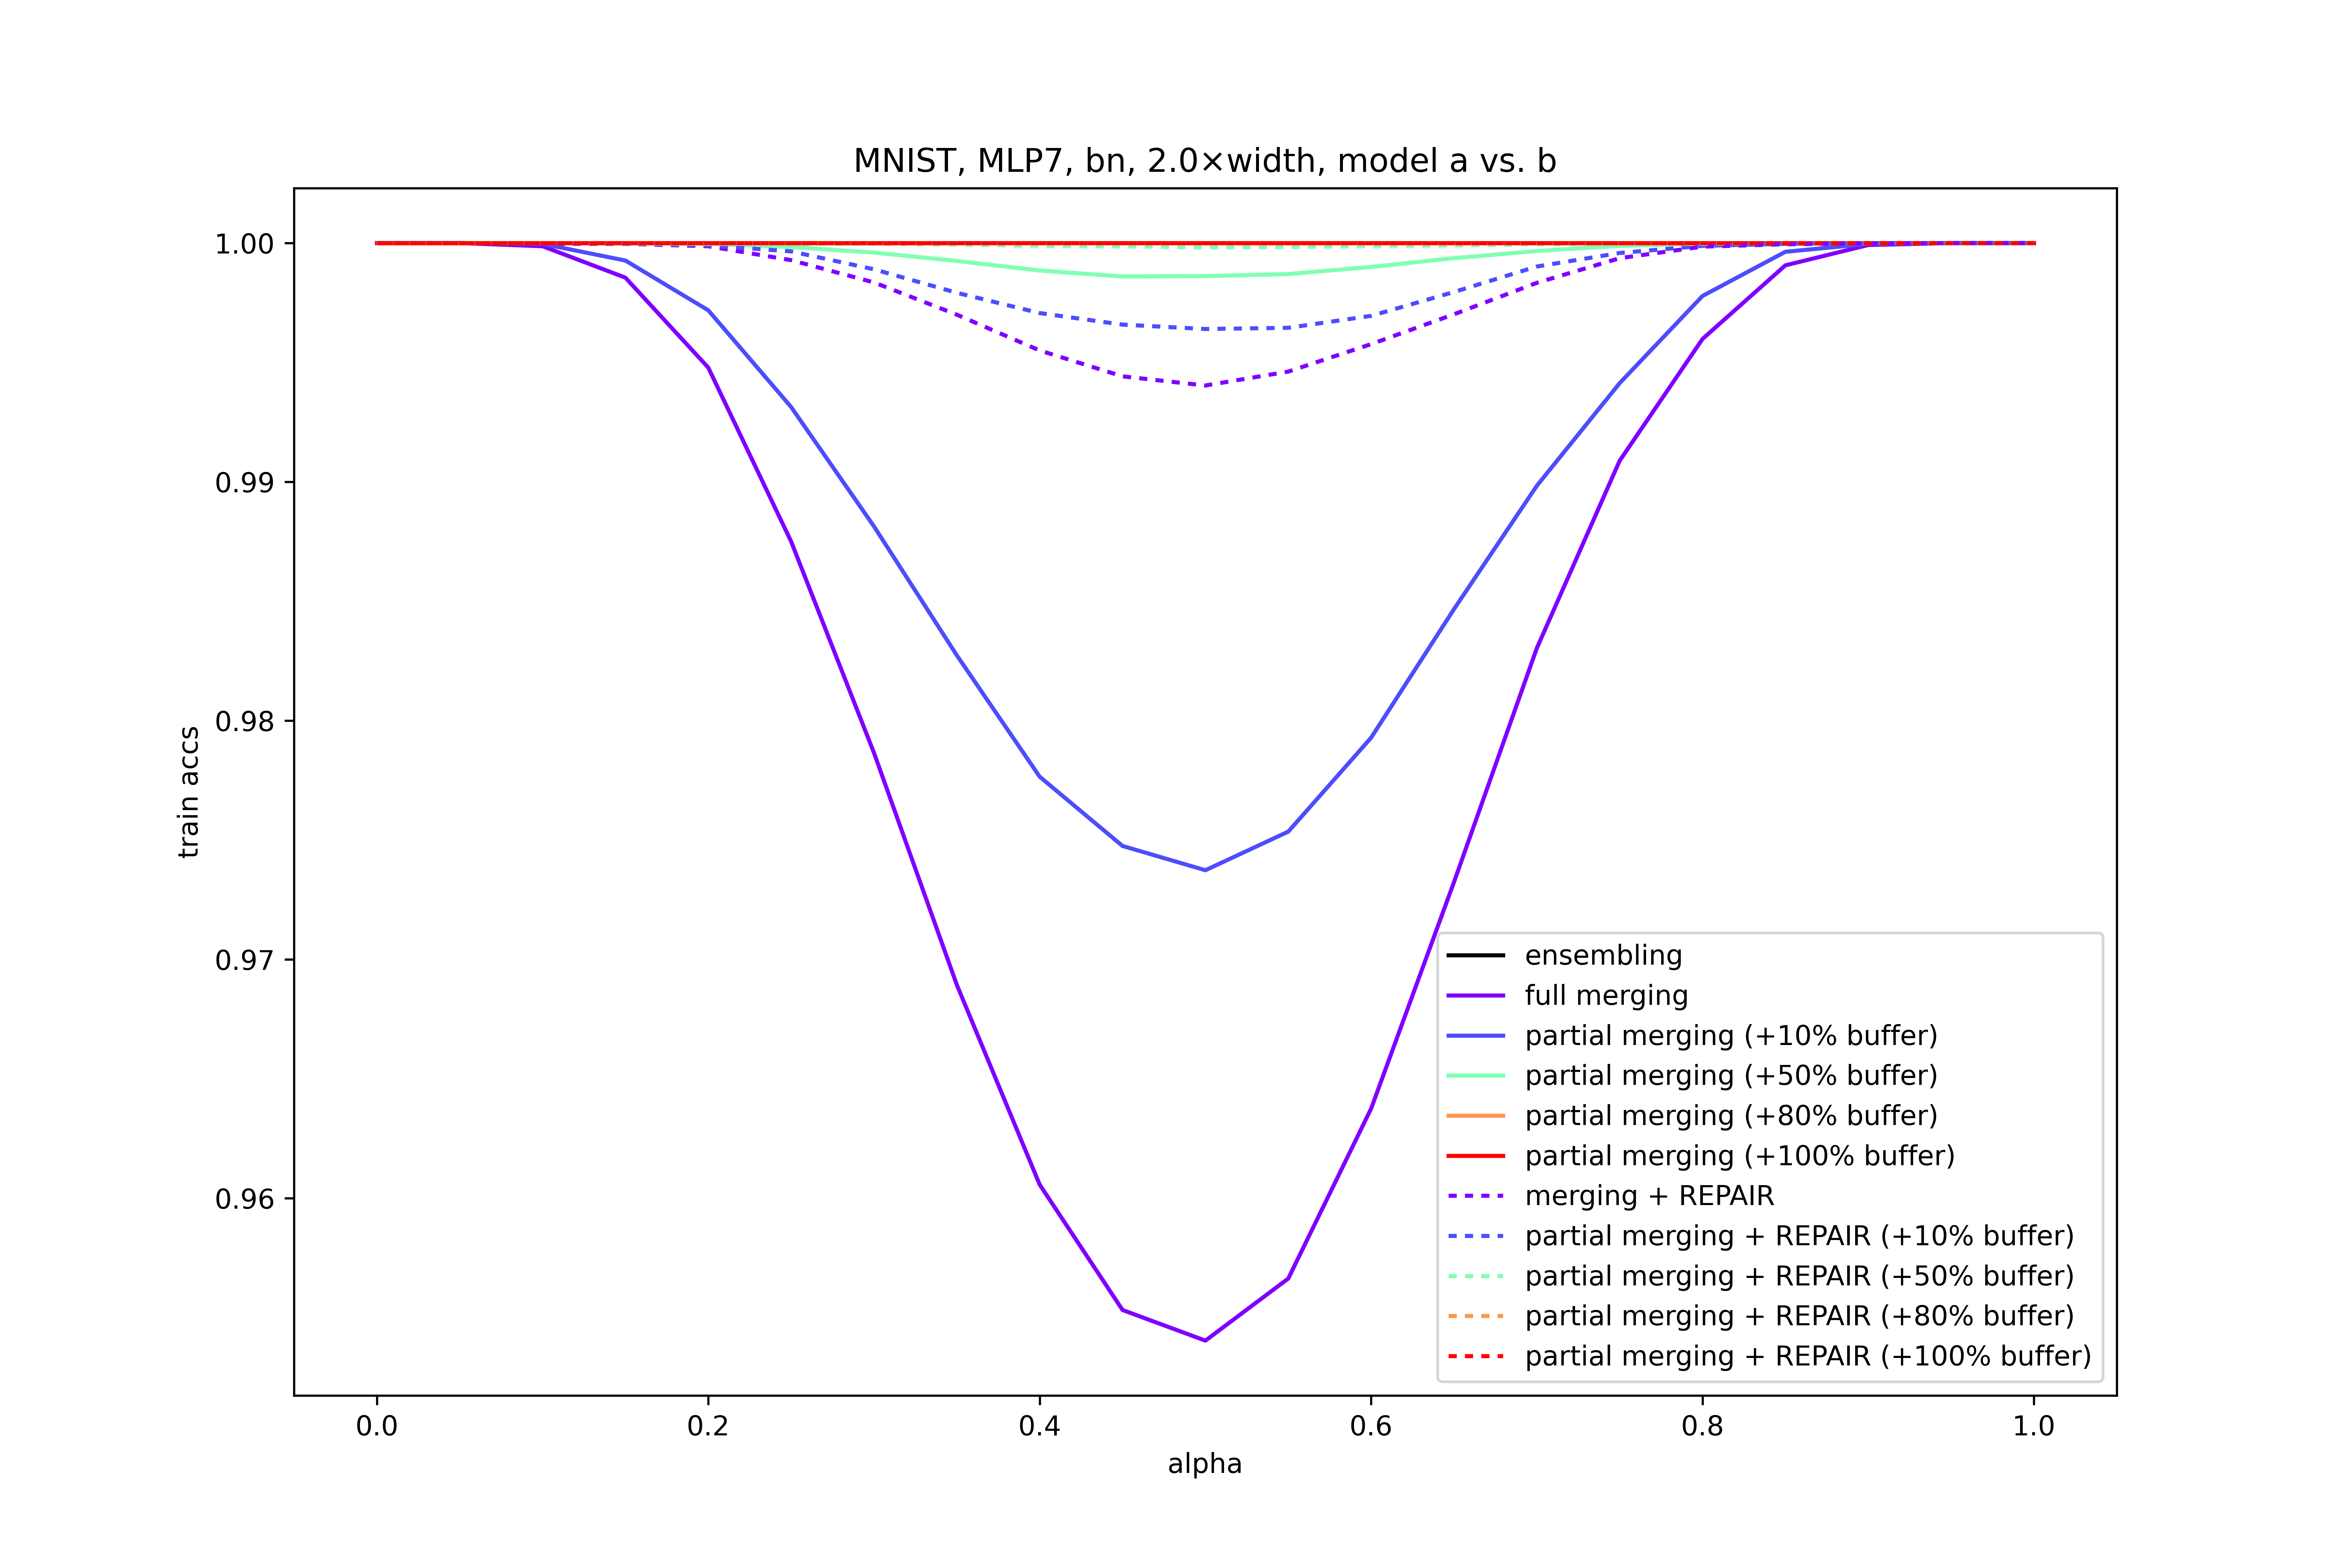 MNIST, MLP7, bn, 2.0×width, model a vs. b
1.00
0.99
0.98
0.97
0.96
train accs
ensembling
full merging
partial merging (+10% buffer)
partial merging (+50% buffer)
partial merging (+80% buffer)
partial merging (+100% buffer)
merging + REPAIR
partial merging + REPAIR (+10% buffer)
partial merging + REPAIR (+50% buffer)
partial merging + REPAIR (+80% buffer)
partial merging + REPAIR (+100% buffer)
0.0 0.2 0.4 0.6 0.8 1.0
alpha